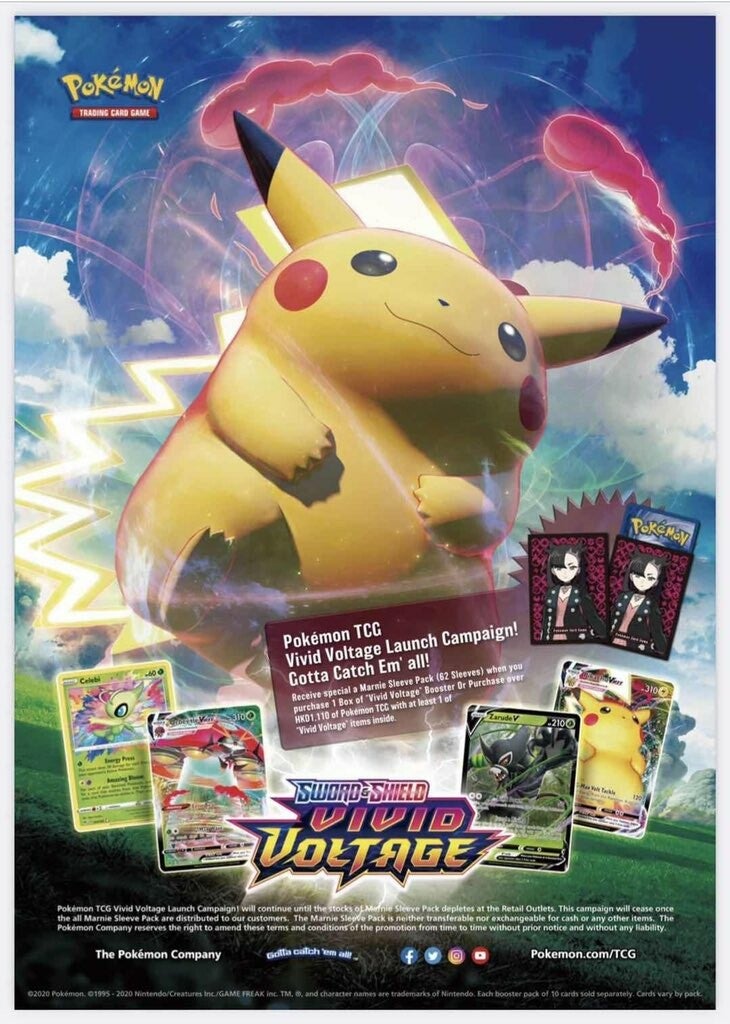 POKéMON
TRADING CARD GAME
POKéMON
Pokémon TCG
Vivid Voltage Launch Campaign!
Gotta Catch Em' all!
Receive special a Marnie Sleeve Pack (62 Sleeves) when you
purchase 1 Box of "Vivid Voltage" Booster Or Purchase over
HKD1,110 of Pokémon TCG with at least 1 of
'Vivid Voltage' items inside.
Celebi 60
Energy Press
Amazing Bloom
310
Zarude V 210
310
Max Volt Tackle
120
SWORD & SHIELD
VIVID
VOLTAGE
Pokémon TCG Vivid Voltage Launch Campaign! will continue until the stocks of Marnie Sleeve Pack depletes at the Retail Outlets. This campaign will cease once
the all Marnie Sleeve Pack are distributed to our customers. The Marnie Sleeve Pack is neither transferable nor exchangeable for cash or any other items. The
Pokémon Company reserves the right to amend these terms and conditions of the promotion from time to time without prior notice and without any liability.
The Pokémon Company
Gotta catch 'em all!
Pokemon.com/TCG
©2020 Pokémon. ©1995 - 2020 Nintendo/Creatures Inc./GAME FREAK inc. TM, ®, and character names are trademarks of Nintendo. Each booster pack of 10 cards sold separately. Cards vary by pack.